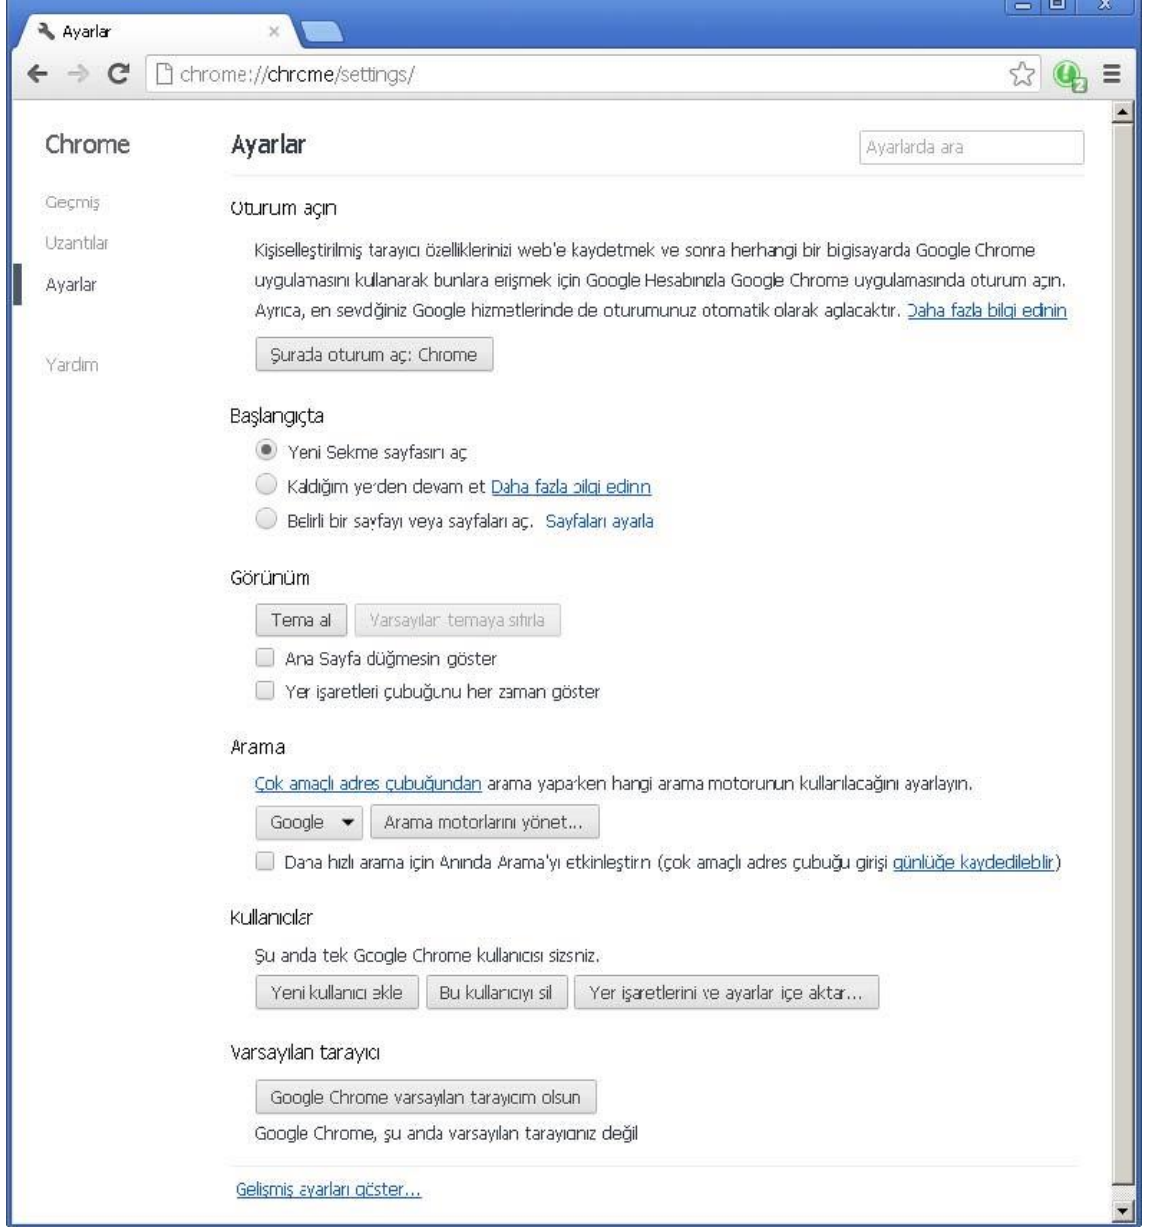 Ayarlar
chrome://chrome/settings/
2
Chrome
Ayarlar
Ayarlarda ara
Geçmiş
Uzantılar
Ayarlar
Yardım
Oturum açın
Kişiselleştirilmiş tarayıcı özelliklerinizi web'e kaydetmek ve sonra herhangi bir bigisayarda Google Chrome
uygulamasını kullanarak bunlara erişmek için Google Hesabınızla Google Chrome uygulamasında oturum açın.
Ayrıca, en sevdiğiniz Google hizmetlerinde de oturumunuz otomatik olarak açılacaktır. Daha fazla bilgi edinin
Şurada oturum aç: Chrome
Başlangıçta
Yeni Sekme sayfasını aç
Kaldığım yerden devam et Daha fazla bilgi edinin
Belirli bir sayfayı veya sayfaları aç. Sayfaları ayarla
Görünüm
Tema al
Varsayılan temaya sıfırla
Ana Sayfa düğmesin göster
Yer işaretleri çubuğunu her zaman göster
Arama
Çok amaçlı adres çubuğundan arama yaparken hangi arama motorunun kullanılacağını ayarlayın.
Google
Arama motorlarını yönet...
Daha hızlı arama için Anında Arama'yı etkinleştirin (çok amaçlı adres çubuğu girişi günlüğe kaydedilebilir)
Kullanıcılar
Şu anda tek Google Chrome kullanıcısı sizsiniz.
Yeni kullanıcı ekle
Bu kullanıcıyı sil
Yer işaretlerini ve ayarlar içe aktar...
Varsayılan tarayıcı
Google Chrome varsayılan tarayıcım olsun
Google Chrome, şu anda varsayılan tarayıcınız değil
Gelişmiş ayarları göster...